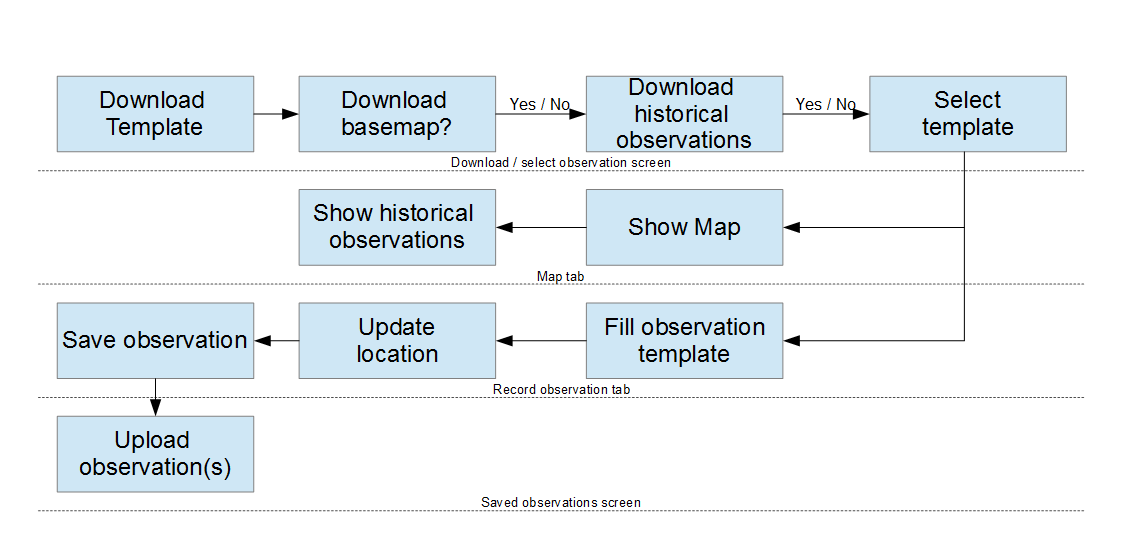 Download
Template
Download
basemap?
Yes / No
Download
historical
observations
Yes / No
Select
template
Download / select observation screen
Show historical
observations
Show Map
Map tab
Save observation
Update
location
Fill observation
template
Record observation tab
Upload
observation(s)
Saved observations screen